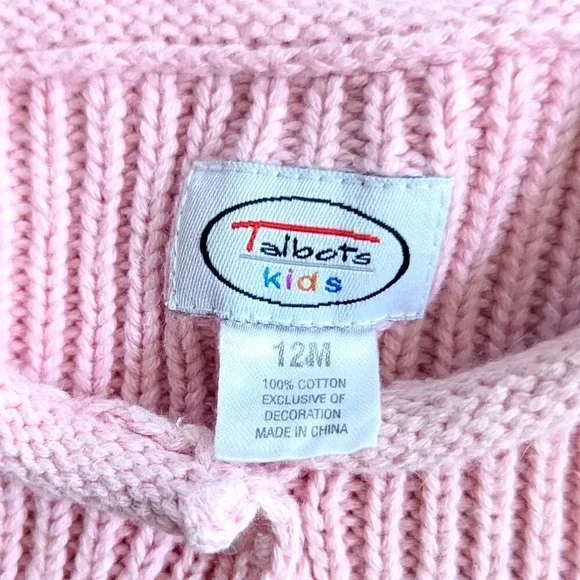 Talbots
kids
12M
100% COTTON
EXCLUSIVE OF
DECORATION
MADE IN CHINA